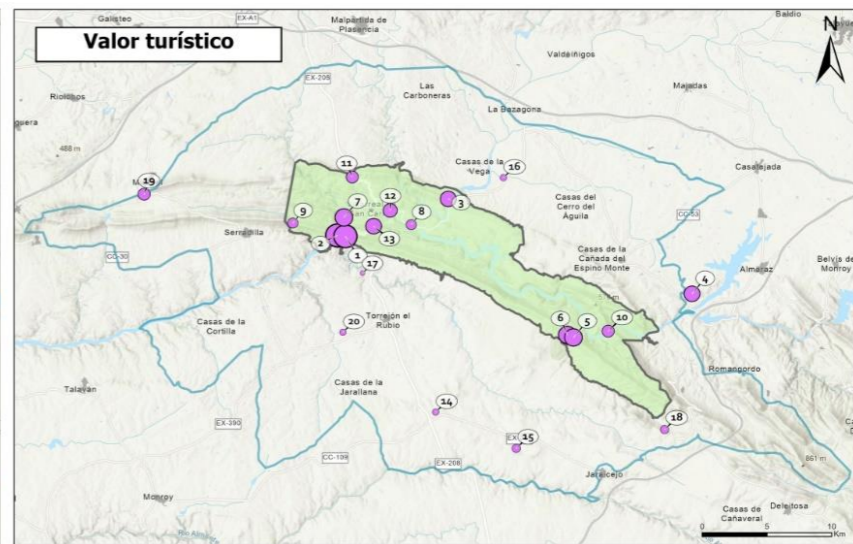 Valor turístico
N
Galisteo
EX-A1
Malpartida de
Plasencia
Baldio
Valdeiñigos
EX-208
Las
Carboneras
Majadas
Riolobos
La Bazagona
488 m
Casas de la
Vega
16
Casatejada
11
19
12
3
7
8
9
Casas del
Cerro del
Águila
Serradilla
13
2
1
17
CC-30
Casas de la
Cañada del
Espino Monte
4
Almaraz
Belvís de
Monroy
20
Torrejón el
Rubio
6
5
10
Casas de la
Cortilla
Romangordo
Talaván
Casas de la
Jarallana
14
18
EX-390
15
CC-109
EX-208
861 m
Jaraicejo
Monroy
Casas de
Cañaveral
Deleitosa
0 5 10
Km